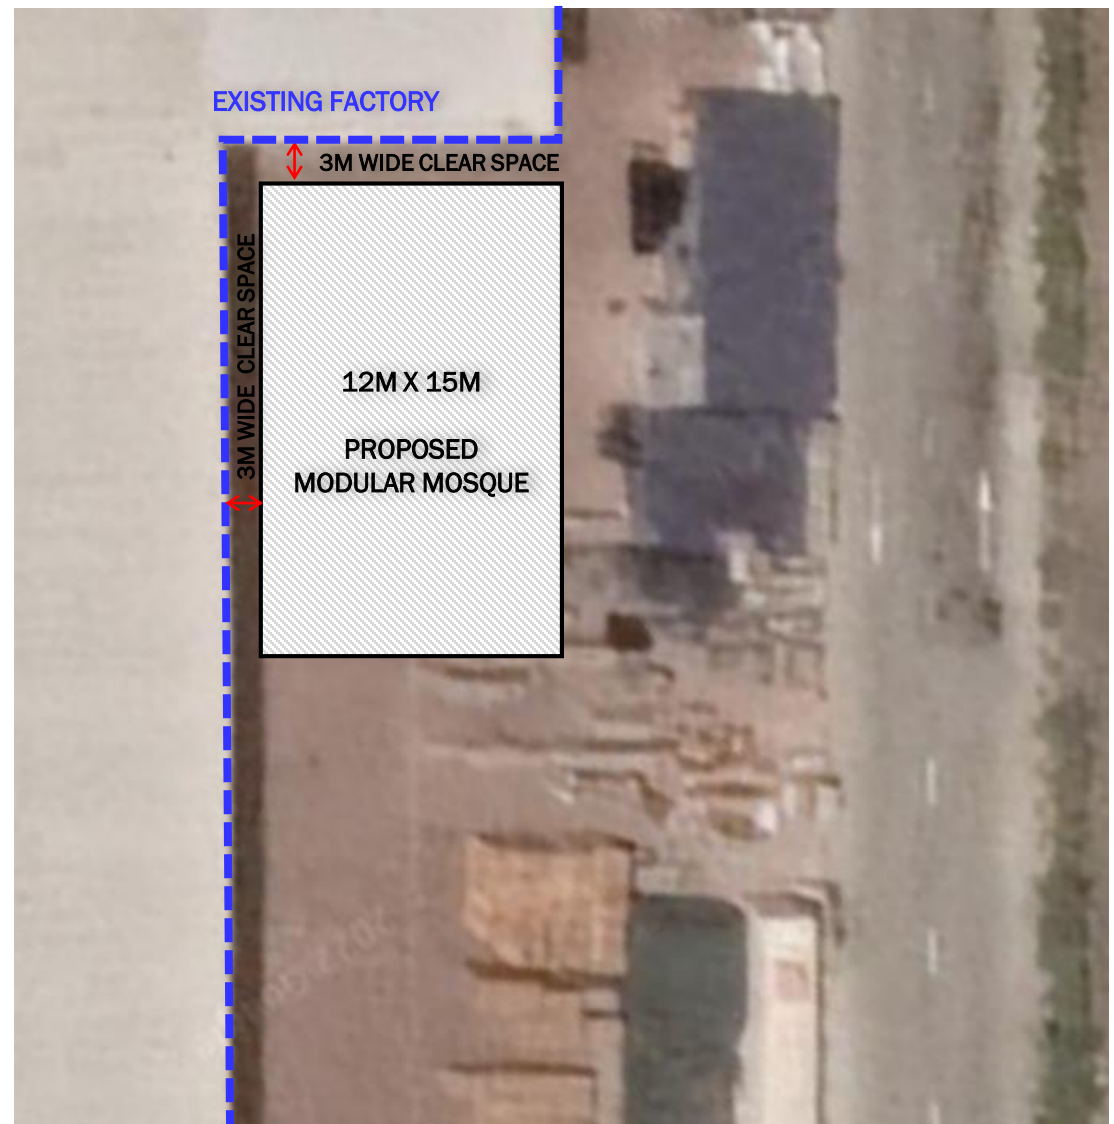 EXISTING FACTORY
3M WIDE CLEAR SPACE
3M WIDE CLEAR SPACE
12M X 15M
PROPOSED
MODULAR MOSQUE